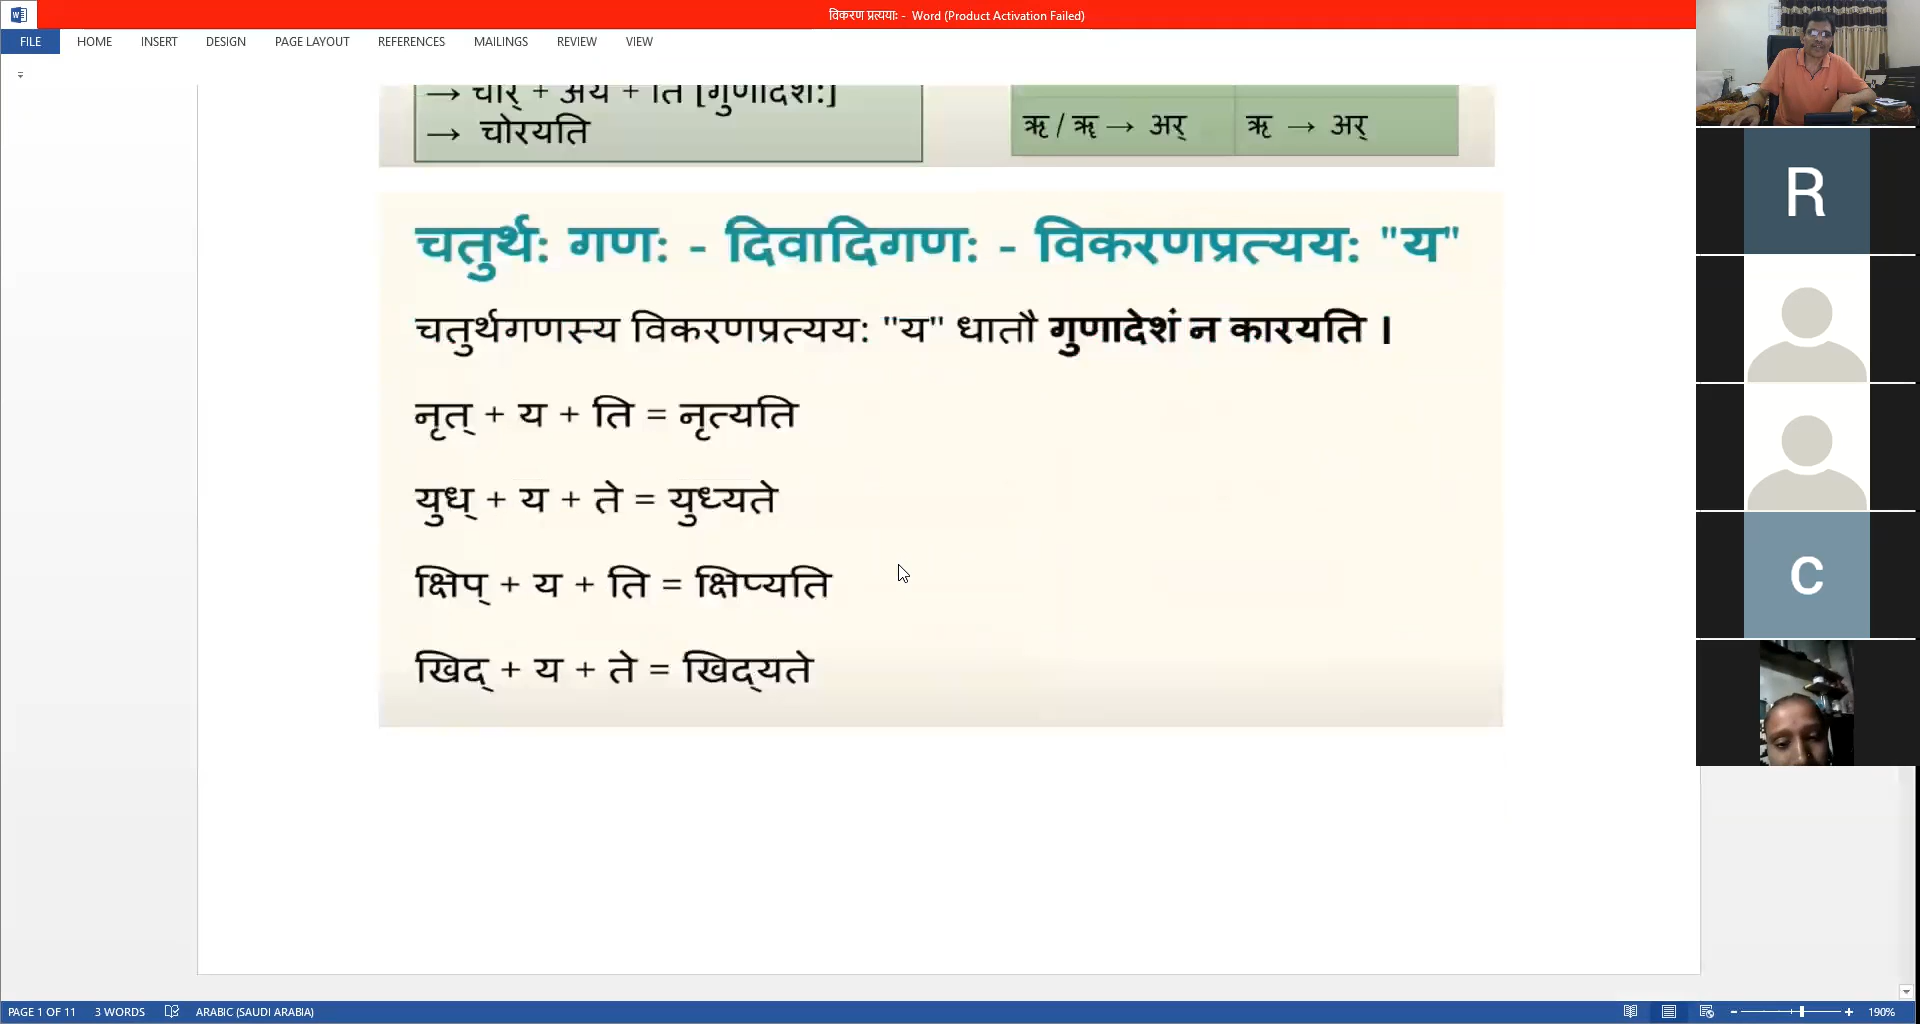 विकरण प्रत्ययाः - Word (Product Activation Failed)
FILE HOME INSERT DESIGN PAGE LAYOUT REFERENCES MAILINGS REVIEW VIEW
→ चोर् + अय + ति [गुणादेश:]
→ चोरयति
ऋ / ॠ → अर् ऋ → अर्
चतुर्थ: गण: - दिवादिगण: - विकरणप्रत्यय: "य"
चतुर्थगणस्य विकरणप्रत्यय: "य" धातौ गुणादेशं न कारयति ।
नृत् + य + ति = नृत्यति
युध् + य + ते = युध्यते
क्षिप् + य + ति = क्षिप्यति
खिद् + य + ते = खिद्‌यते
R
C
PAGE 1 OF 11 3 WORDS ARABIC (SAUDI ARABIA) 190%